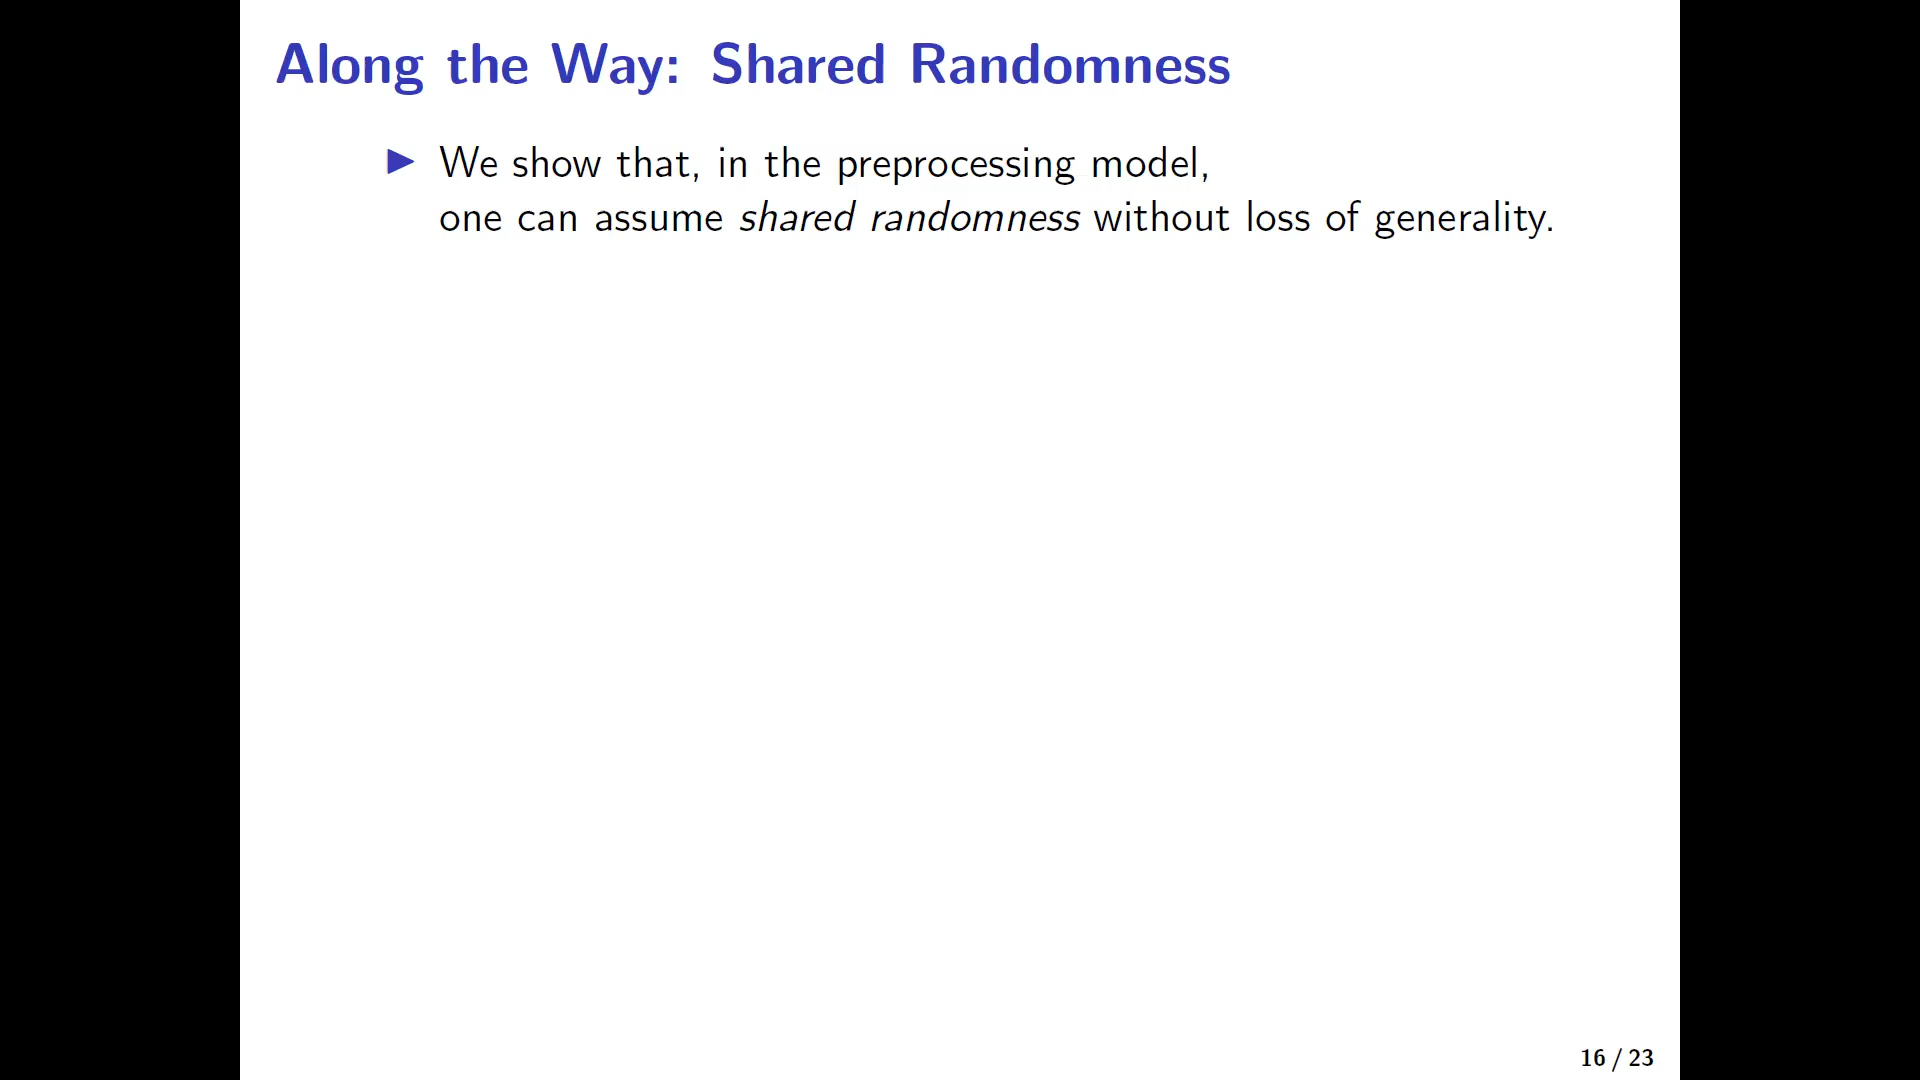 Along the Way: Shared Randomness
▶ We show that, in the preprocessing model,
one can assume shared randomness without loss of generality.
16 / 23